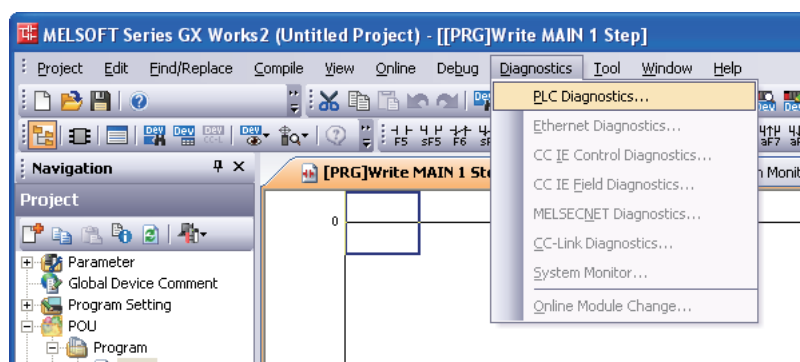 MELSOFT Series GX Works2 (Untitled Project) - [[PRG]Write MAIN 1 Step]
Project Edit Find/Replace Compile View Online Debug Diagnostics Tool Window Help
PLC Diagnostics...
Ethernet Diagnostics...
CC IE Control Diagnostics...
CC IE Field Diagnostics...
MELSECNET Diagnostics...
CC-Link Diagnostics...
System Monitor...
Online Module Change...
F5 sF5 F6
aF7
Navigation
[PRG]Write MAIN 1
Monit
Project
0
Parameter
Global Device Comment
Program Setting
POU
Program